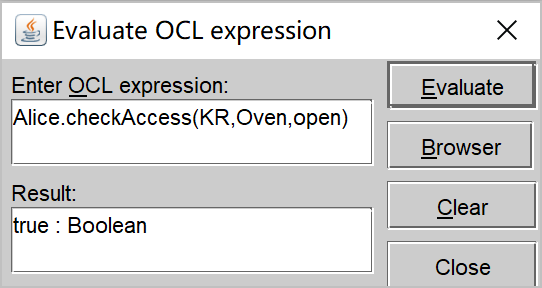 Evaluate OCL expression
Enter OCL expression:
Alice.checkAccess(KR,Oven,open)
Result:
true : Boolean
Evaluate
Browser
Clear
Close